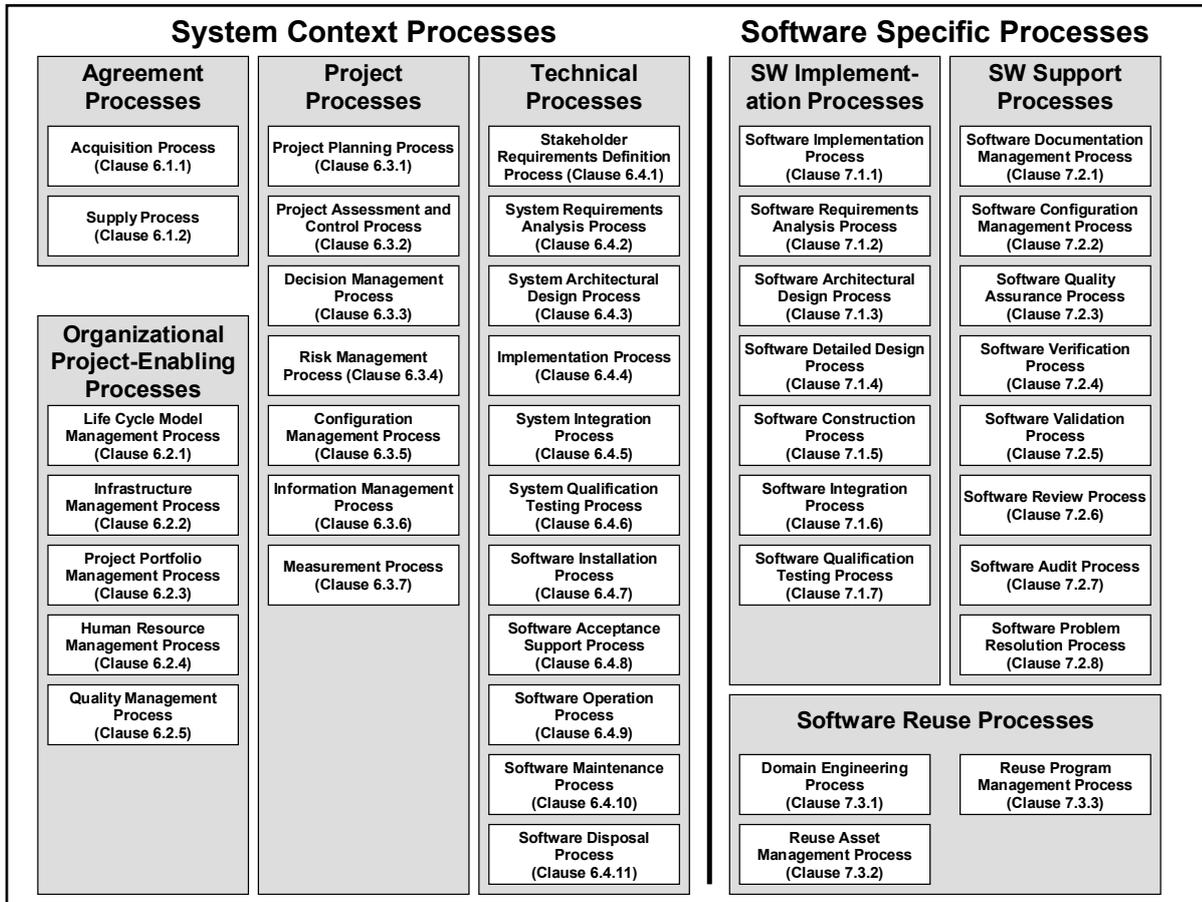 System Context Processes
Agreement
Processes
Acquisition Process
(Clause 6.1.1)
Supply Process
(Clause 6.1.2)
Organizational
Project-Enabling
Processes
Life Cycle Model
Management Process
(Clause 6.2.1)
Infrastructure
Management Process
(Clause 6.2.2)
Project Portfolio
Management Process
(Clause 6.2.3)
Human Resource
Management Process
(Clause 6.2.4)
Quality Management
Process
(Clause 6.2.5)
Project
Processes
Project Planning Process
(Clause 6.3.1)
Project Assessment and
Control Process
(Clause 6.3.2)
Decision Management
Process
(Clause 6.3.3)
Risk Management
Process (Clause 6.3.4)
Configuration
Management Process
(Clause 6.3.5)
Information Management
Process
(Clause 6.3.6)
Measurement Process
(Clause 6.3.7)
Technical
Processes
Stakeholder
Requirements Definition
Process (Clause 6.4.1)
System Requirements
Analysis Process
(Clause 6.4.2)
System Architectural
Design Process
(Clause 6.4.3)
Implementation Process
(Clause 6.4.4)
System Integration
Process
(Clause 6.4.5)
System Qualification
Testing Process
(Clause 6.4.6)
Software Installation
Process
(Clause 6.4.7)
Software Acceptance
Support Process
(Clause 6.4.8)
Software Operation
Process
(Clause 6.4.9)
Software Maintenance
Process
(Clause 6.4.10)
Software Disposal
Process
(Clause 6.4.11)
Software Specific Processes
SW Implement-
ation Processes
Software Implementation
Process
(Clause 7.1.1)
Software Requirements
Analysis Process
(Clause 7.1.2)
Software Architectural
Design Process
(Clause 7.1.3)
Software Detailed Design
Process
(Clause 7.1.4)
Software Construction
Process
(Clause 7.1.5)
Software Integration
Process
(Clause 7.1.6)
Software Qualification
Testing Process
(Clause 7.1.7)
SW Support
Processes
Software Documentation
Management Process
(Clause 7.2.1)
Software Configuration
Management Process
(Clause 7.2.2)
Software Quality
Assurance Process
(Clause 7.2.3)
Software Verification
Process
(Clause 7.2.4)
Software Validation
Process
(Clause 7.2.5)
Software Review Process
(Clause 7.2.6)
Software Audit Process
(Clause 7.2.7)
Software Problem
Resolution Process
(Clause 7.2.8)
Software Reuse Processes
Domain Engineering
Process
(Clause 7.3.1)
Reuse Asset
Management Process
(Clause 7.3.2)
Reuse Program
Management Process
(Clause 7.3.3)